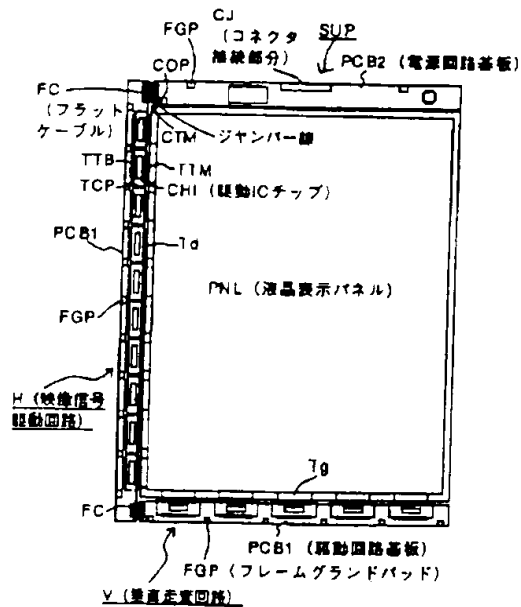 CJ
(コネクタ
接続部分)
FGP
SUP
COP
PCB2 (電源回路基板)
FC
(フラット
ケーブル)
CTM
ジャンパー線
TTB
TTM
TCP
CHI (駆動ICチップ)
PCB1
Td
PNL (液晶表示パネル)
FGP
H (映像信号
駆動回路)
Tg
FC
PCB1 (駆動回路基板)
FGP (フレームグランドパッド)
V (垂直走査回路)